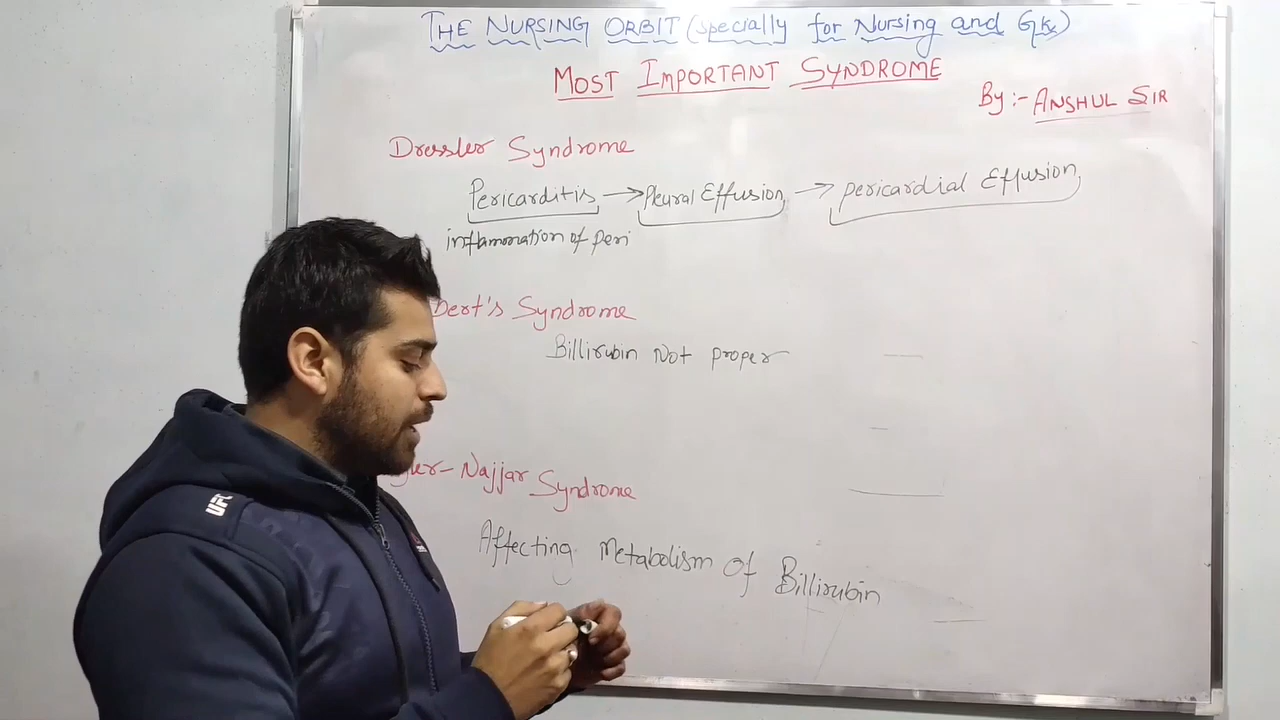 THE NURSING ORBIT (specially for Nursing and Gk)
MOST IMPORTANT SYNDROME
By :- ANSHUL SIR
Dressler Syndrome
Pericarditis → Pleural Effusion → pericardial Effusion
inflammation of Peri
Syndrome
Billirubin Not proper
Najjar Syndrome
Affecting Metabolism Of Billirubin
UFC